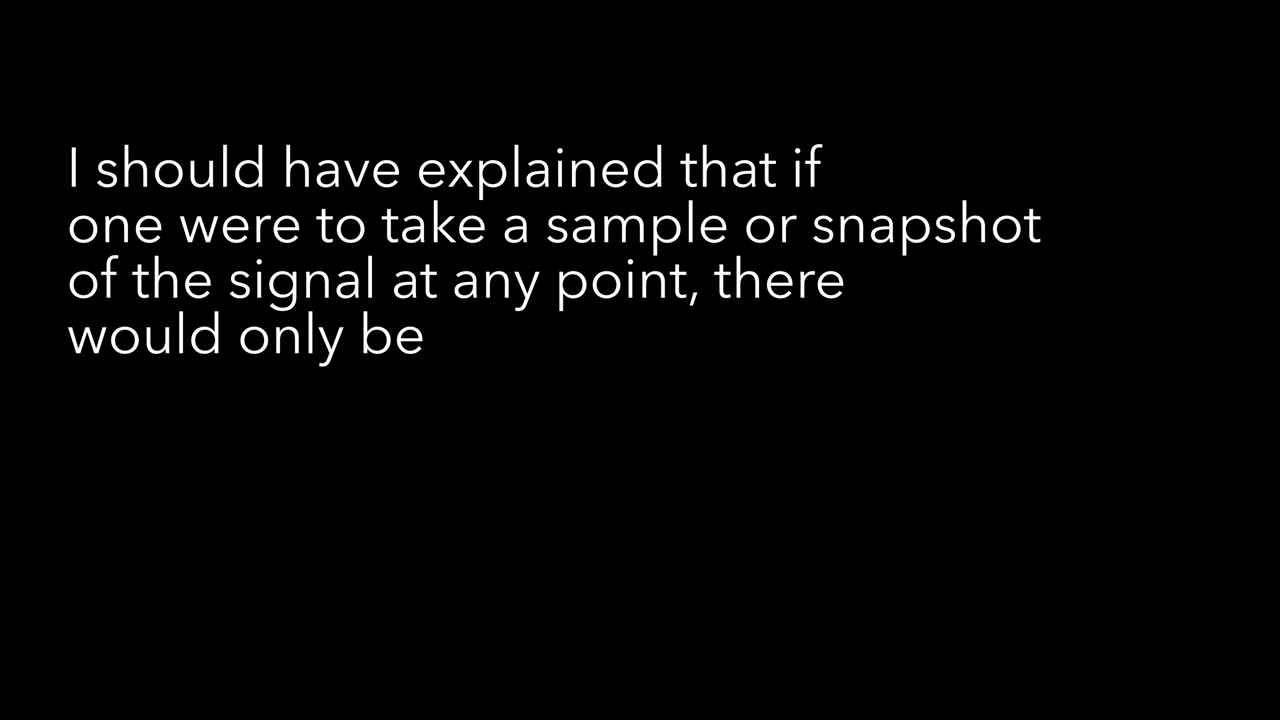 I should have explained that if
one were to take a sample or snapshot
of the signal at any point, there
would only be